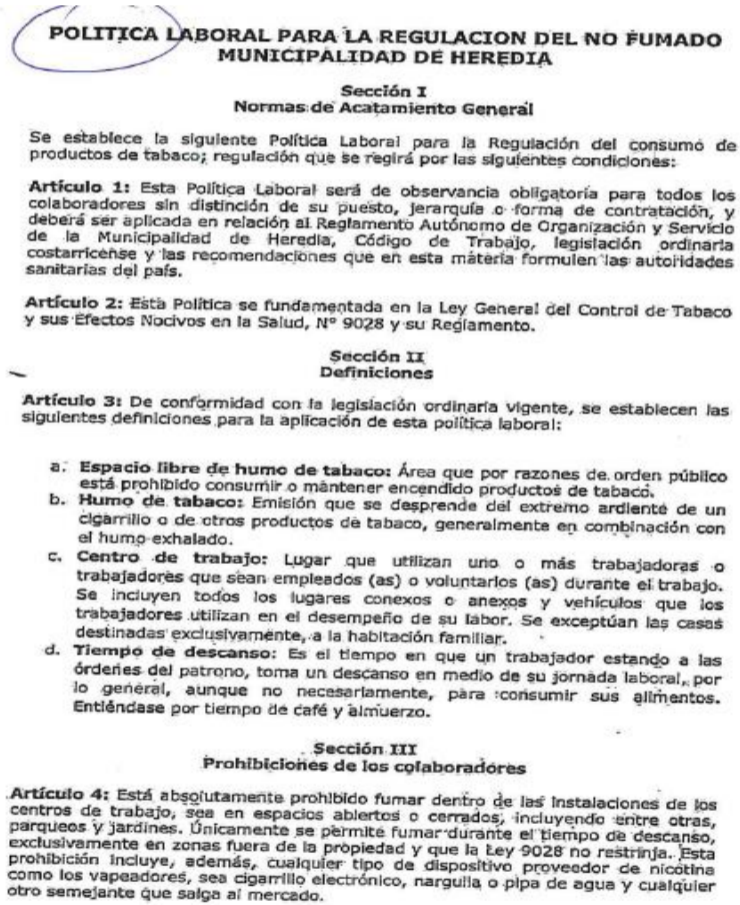 POLITICA LABORAL PARA LA REGULACION DEL NO FUMADO
MUNICIPALIDAD DE HEREDIA
Sección I
Normas de Acatamiento General
Se establece la siguiente Política Laboral para la Regulación del consumo de
productos de tabaco; regulación que se regirá por las siguientes condiciones:
Artículo 1: Esta Política Laboral será de observancia obligatoria para todos los
colaboradores sin distinción de su puesto, jerarquía o forma de contratación, y
deberá ser aplicada en relación al Reglamento Autónomo de Organización y Servicio
de la Municipalidad de Heredia, Código de Trabajo, legislación ordinaria
costarricense y las recomendaciones que en esta materia formulen las autoridades
sanitarias del país.
Artículo 2: Esta Política se fundamentada en la Ley General del Control de Tabaco
y sus Efectos Nocivos en la Salud, Nº 9028 y su Reglamento.
Sección II
Definiciones
Artículo 3: De conformidad con la legislación ordinaria vigente, se establecen las
siguientes definiciones para la aplicación de esta política laboral:
a. Espacio libre de humo de tabaco: Área que por razones de orden público
está prohibido consumir o mantener encendido productos de tabaco.
b. Humo de tabaco: Emisión que se desprende del extremo ardiente de un
cigarrillo o de otros productos de tabaco, generalmente en combinación con
el humo exhalado.
c. Centro de trabajo: Lugar que utilizan uno o más trabajadoras o
trabajadores que sean empleados (as) o voluntarios (as) durante el trabajo.
Se incluyen todos los lugares conexos o anexos y vehículos que los
trabajadores utilizan en el desempeño de su labor. Se exceptúan las casas
destinadas exclusivamente, a la habitación familiar.
d. Tiempo de descanso: Es el tiempo en que un trabajador estando a las
órdenes del patrono, toma un descanso en medio de su jornada laboral, por
lo general, aunque no necesariamente, para consumir sus alimentos.
Entiéndase por tiempo de café y almuerzo.
Sección III
Prohibiciones de los colaboradores
Artículo 4: Está absolutamente prohibido fumar dentro de las instalaciones de los
centros de trabajo, sea en espacios abiertos o cerrados, incluyendo entre otras,
parqueos y jardines. Únicamente se permite fumar durante el tiempo de descanso,
exclusivamente en zonas fuera de la propiedad y que la Ley 9028 no restrinja. Esta
prohibición incluye, además, cualquier tipo de dispositivo proveedor de nicotina
como los vapeadores, sea cigarrillo electrónico, narguila o pipa de agua y cualquier
otro semejante que salga al mercado.